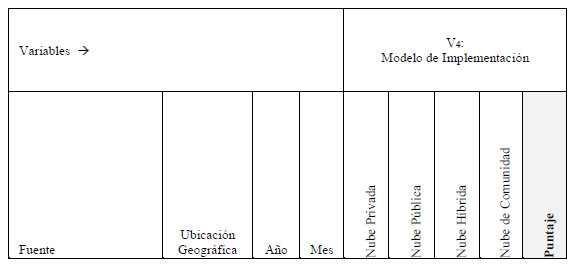 Variables →
V4:
Modelo de Implementación
Fuente
Ubicación
Geográfica
Año
Mes
Nube Privada
Nube Pública
Nube Híbrida
Nube de Comunidad
Puntaje